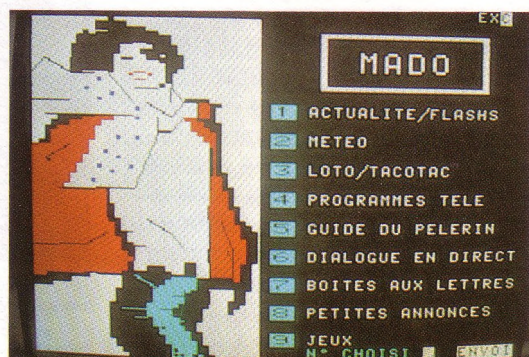 EXC
MADO
1 ACTUALITE/FLASHS
2 METEO
3 LOTO/TACOTAC
4 PROGRAMMES TELE
5 GUIDE DU PELERIN
6 DIALOGUE EN DIRECT
7 BOITES AUX LETTRES
8 PETITES ANNONCES
9 JEUX
N° CHOISI ENVOI